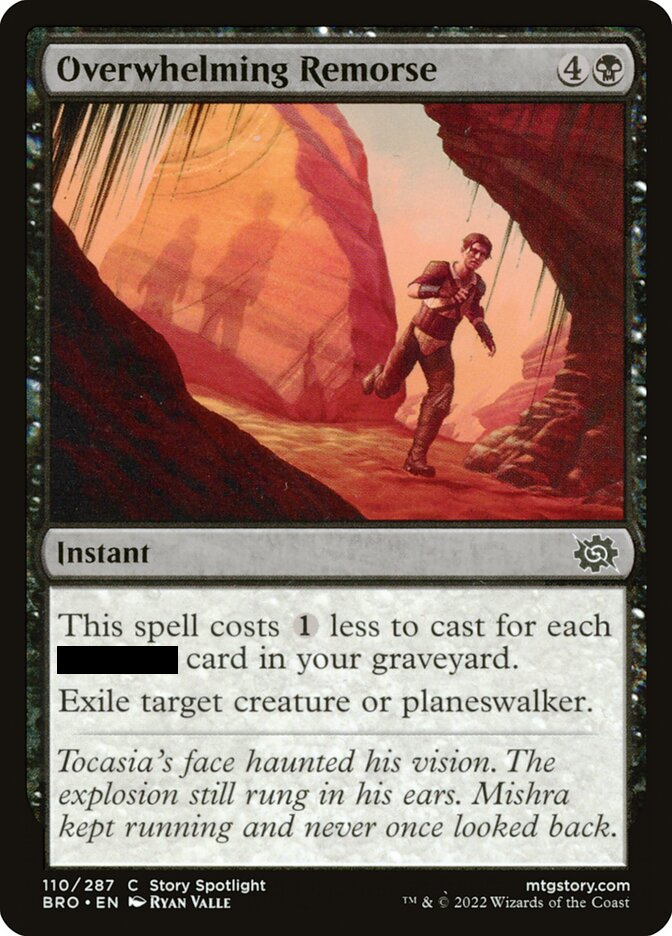 Overwhelming Remorse 4
Instant
This spell costs 1 less to cast for each
card in your graveyard.
Exile target creature or planeswalker.
Tocasia's face haunted his vision. The
explosion still rung in his ears. Mishra
kept running and never once looked back.
110/287 C Story Spotlight
BRO • EN Ryan Valle
mtgstory.com
™ & © 2022 Wizards of the Coast